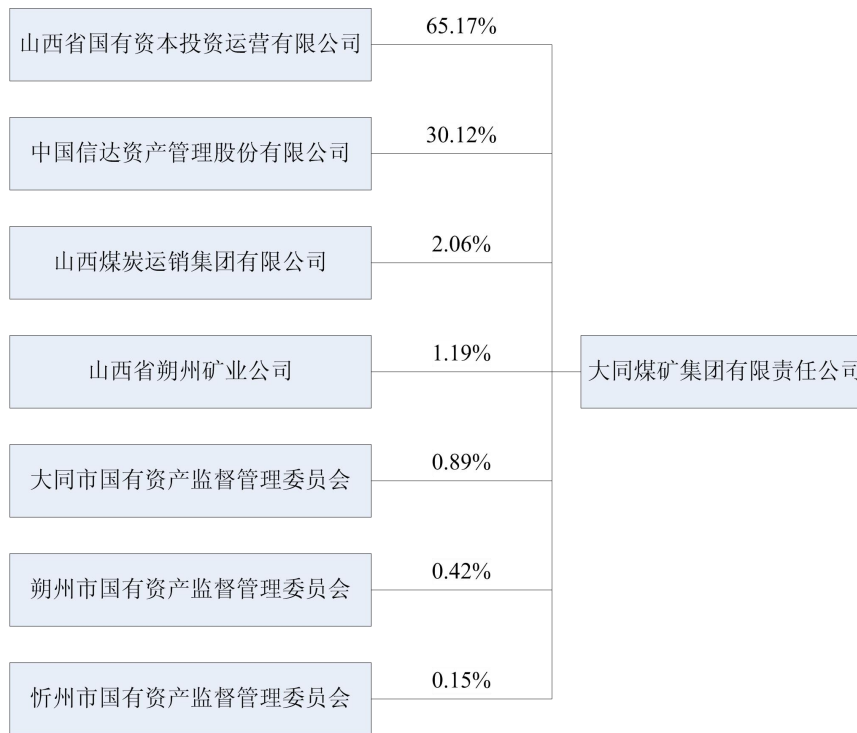 山西省国有资本投资运营有限公司
65.17%
中国信达资产管理股份有限公司
30.12%
山西煤炭运销集团有限公司
2.06%
山西省朔州矿业公司
1.19%
大同煤矿集团有限责任公司
大同市国有资产监督管理委员会
0.89%
朔州市国有资产监督管理委员会
0.42%
忻州市国有资产监督管理委员会
0.15%